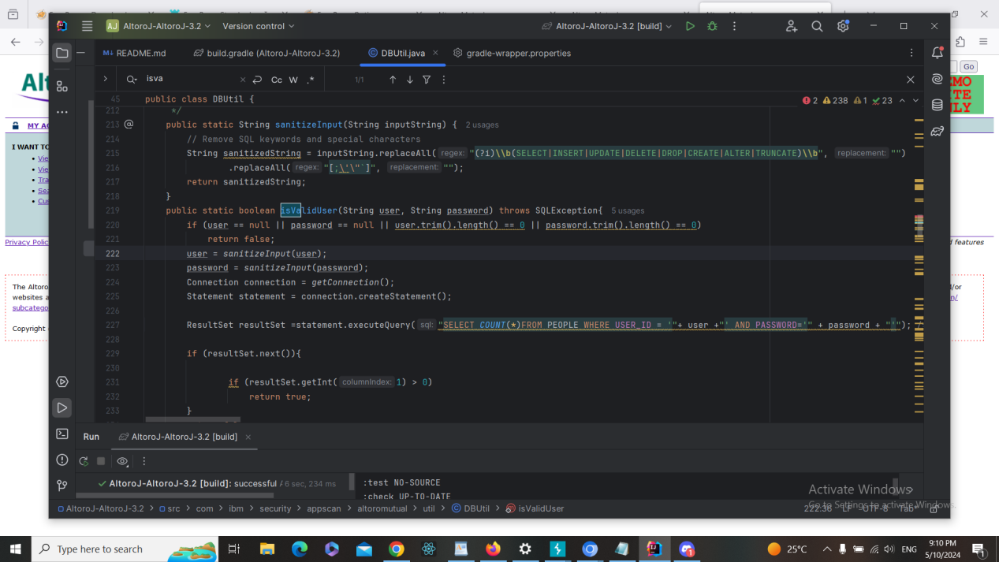 AJ AltoroJ-AltoroJ-3.2 Version control AltoroJ-AltoroJ-3.2 [build]
README.md build.gradle (AltoroJ-AltoroJ-3.2) DBUtil.java gradle-wrapper.properties
isva Cc W .* 1/1
Go
45 public class DBUtil { 2 238 1 23
212 */
213 @ public static String sanitizeInput(String inputString) { 2 usages
214 // Remove SQL keywords and special characters
215 String sanitizedString = inputString.replaceAll( regex: "(?i)\\b(SELECT|INSERT|UPDATE|DELETE|DROP|CREATE|ALTER|TRUNCATE)\\b", replacement: "")
216 .replaceAll( regex: "[;\'\"`]", replacement: "");
217 return sanitizedString;
218 }
219 public static boolean isValidUser(String user, String password) throws SQLException{ 5 usages
220 if (user == null || password == null || user.trim().length() == 0 || password.trim().length() == 0)
221 return false;
222 user = sanitizeInput(user);
223 password = sanitizeInput(password);
224 Connection connection = getConnection();
225 Statement statement = connection.createStatement();
226
227 ResultSet resultSet =statement.executeQuery( sql: "SELECT COUNT(*)FROM PEOPLE WHERE USER_ID = '"+ user +"' AND PASSWORD='" + password + "'"); /
228
229 if (resultSet.next()){
230
231 if (resultSet.getInt( columnIndex: 1) > 0)
232 return true;
233 }
Alt
MY A
I WANT TO
Vie
Vie
Tra
Sea
Cus
Privacy Polic
d features
The Altoro
websites a
subcatego
Copyright
Run AltoroJ-AltoroJ-3.2 [build]
AltoroJ-AltoroJ-3.2 [build]: successful 6 sec, 234 ms
:test NO-SOURCE
:check UP-TO-DATE
Activate Windows
Go to Settings to activate Windows.
AltoroJ-AltoroJ-3.2 > src > com > ibm > security > appscan > altoromutual > util > DBUtil > isValidUser 222:36 LF UTF-8 Tab*
Type here to search
25°C ENG 9:10 PM
5/10/2024